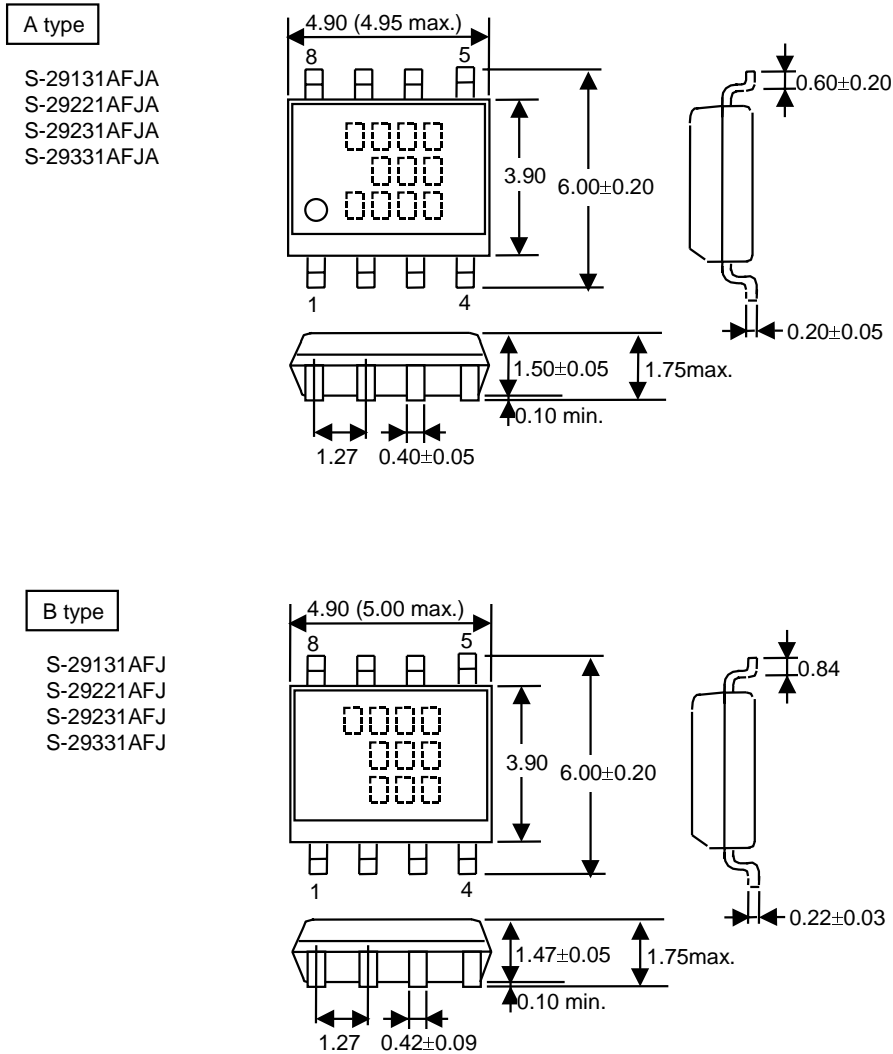 A type
S-29131AFJA
S-29221AFJA
S-29231AFJA
S-29331AFJA
4.90 (4.95 max.)
8
5
3.90
6.00±0.20
1
4
0.60±0.20
0.20±0.05
1.50±0.05
1.75max.
0.10 min.
1.27
0.40±0.05
B type
S-29131AFJ
S-29221AFJ
S-29231AFJ
S-29331AFJ
4.90 (5.00 max.)
8
5
3.90
6.00±0.20
1
4
0.84
0.22±0.03
1.47±0.05
1.75max.
0.10 min.
1.27
0.42±0.09